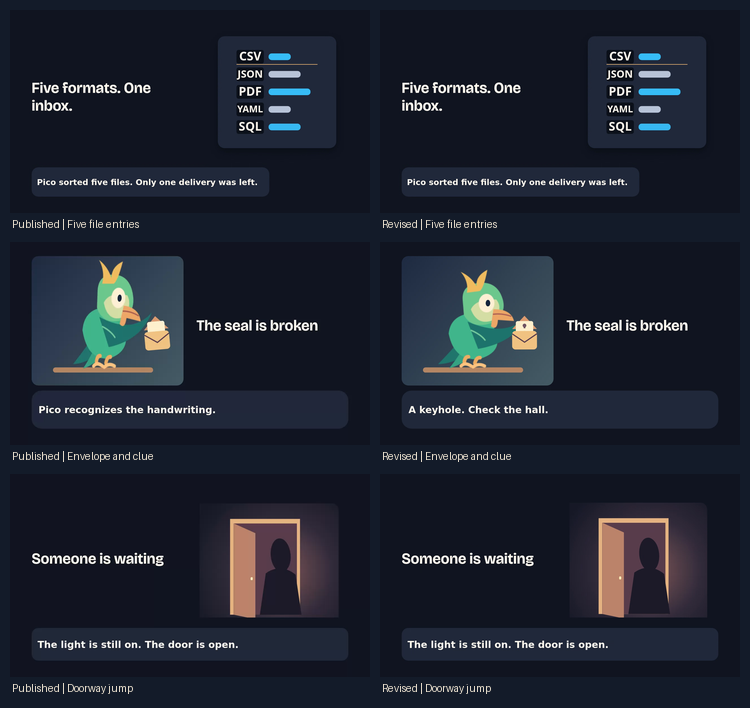 Five formats. One
inbox.
CSV
JSON
PDF
YAML
SQL
Pico sorted five files. Only one delivery was left.
Published | Five file entries
Five formats. One
inbox.
CSV
JSON
PDF
YAML
SQL
Pico sorted five files. Only one delivery was left.
Revised | Five file entries
The seal is broken
Pico recognizes the handwriting.
Published | Envelope and clue
The seal is broken
A keyhole. Check the hall.
Revised | Envelope and clue
Someone is waiting
The light is still on. The door is open.
Published | Doorway jump
Someone is waiting
The light is still on. The door is open.
Revised | Doorway jump